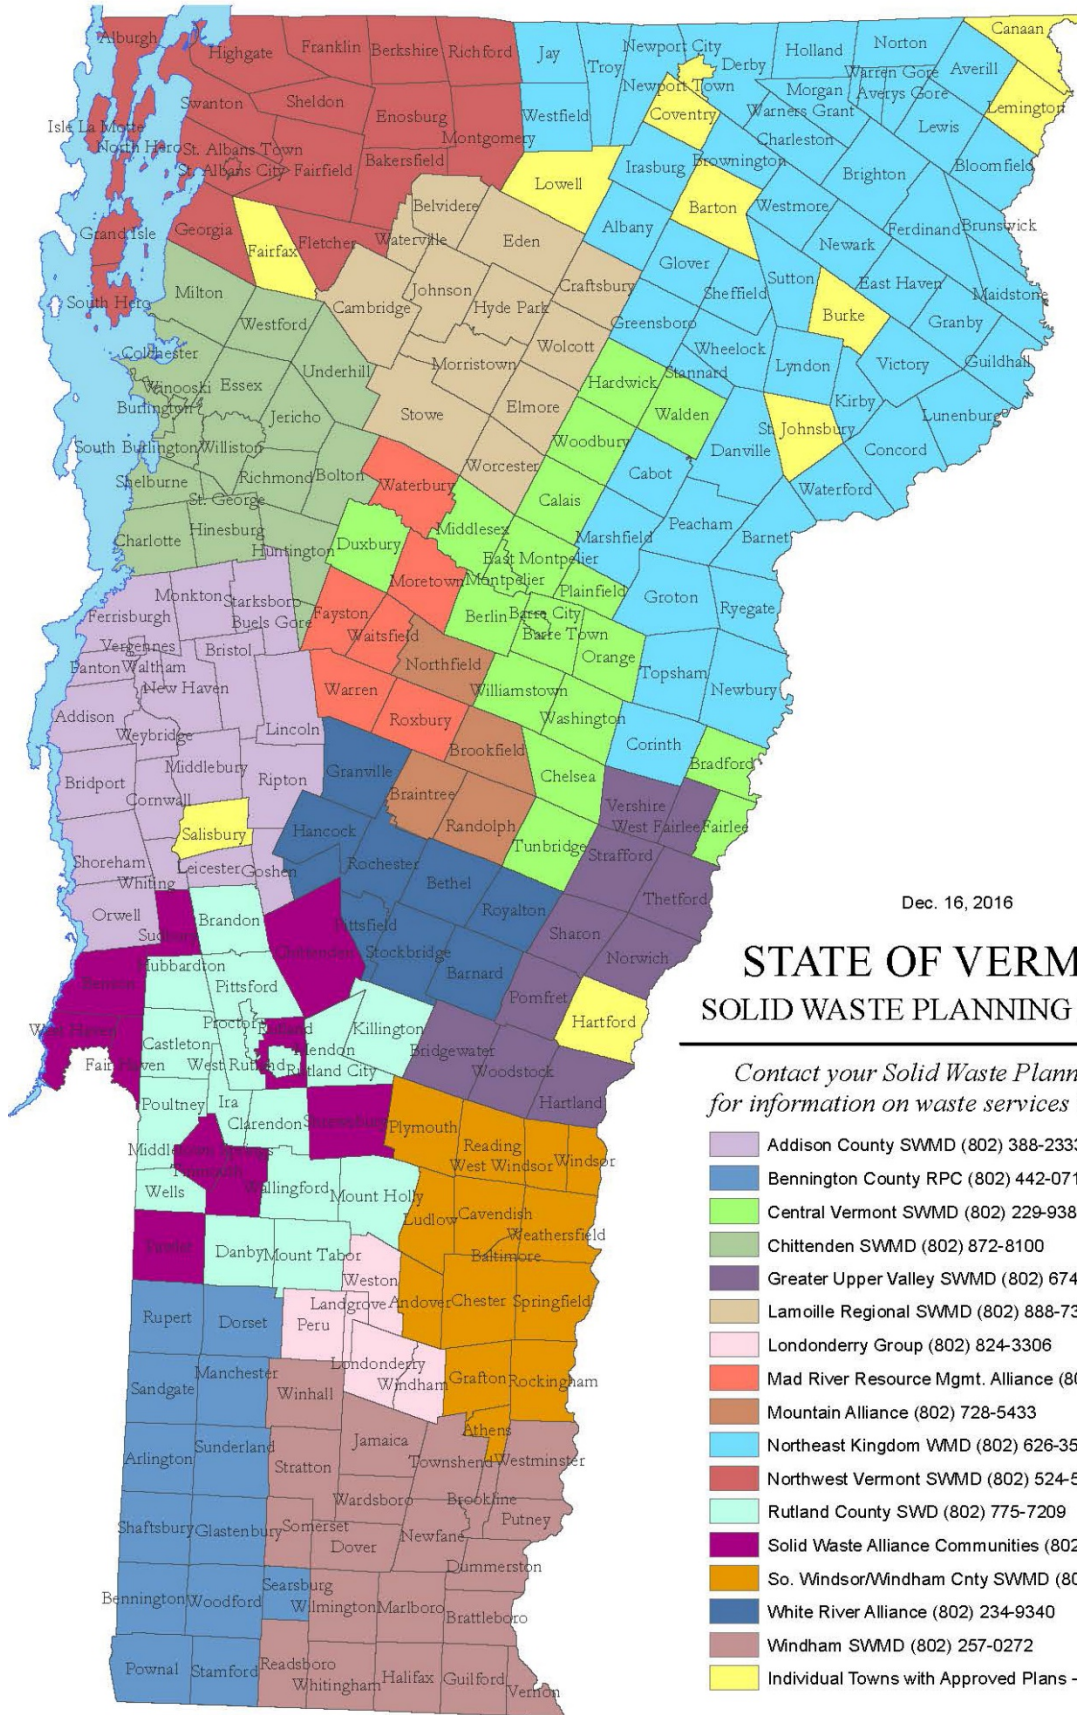 Alburgh
Highgate
Franklin
Berkshire
Richford
Jay
Troy
Newport City
Derby
Holland
Norton
Canaan
Warren Gore
Averill
Newport Town
Morgan
Averys Gore
Swanton
Sheldon
Enosburg
Montgomery
Westfield
Coventry
Warners Grant
Lewis
Lemington
Isle La Motte
North Hero
St. Albans Town
St. Albans City
Fairfield
Bakersfield
Lowell
Irasburg
Brownington
Charleston
Brighton
Bloomfield
Grand Isle
Georgia
Fairfax
Fletcher
Waterville
Belvidere
Eden
Albany
Barton
Westmore
Newark
Ferdinand
Brunswick
South Hero
Milton
Westford
Cambridge
Johnson
Hyde Park
Craftsbury
Glover
Sheffield
Sutton
East Haven
Maidstone
Colchester
Underhill
Morristown
Wolcott
Greensboro
Wheelock
Burke
Granby
Winooski
Essex
Burlington
Jericho
Stowe
Elmore
Hardwick
Stannard
Walden
Lyndon
Victory
Guildhall
Kirby
Lunenburg
South Burlington
Williston
Woodbury
St. Johnsbury
Concord
Shelburne
Richmond
Bolton
Waterbury
Worcester
Cabot
Danville
Waterford
St. George
Calais
Charlotte
Hinesburg
Huntington
Duxbury
Middlesex
East Montpelier
Marshfield
Peacham
Barnet
Moretown
Montpelier
Plainfield
Ferrisburgh
Monkton
Starksboro
Buels Gore
Fayston
Waitsfield
Berlin
Barre City
Barre Town
Groton
Ryegate
Vergennes
Panton
Waltham
Bristol
New Haven
Northfield
Orange
Topsham
Newbury
Addison
Weybridge
Lincoln
Warren
Roxbury
Williamstown
Washington
Corinth
Bradford
Bridport
Middlebury
Cornwall
Ripton
Granville
Brookfield
Braintree
Chelsea
Vershire
West Fairlee
Fairlee
Salisbury
Hancock
Randolph
Tunbridge
Strafford
Shoreham
Whiting
Leicester
Goshen
Rochester
Bethel
Thetford
Orwell
Sudbury
Brandon
Chittenden
Pittsfield
Stockbridge
Royalton
Sharon
Norwich
Dec. 16, 2016
Benson
Hubbardton
Pittsford
Barnard
Pomfret
Hartford
West Haven
Fair Haven
Castleton
Proctor
West Rutland
Rutland
Mendon
Rutland City
Killington
Bridgewater
Woodstock
Hartland
STATE OF VERM
SOLID WASTE PLANNING
Poultney
Ira
Clarendon
Shrewsbury
Plymouth
Reading
West Windsor
Windsor
Middletown Springs
Tinmouth
Wells
Wallingford
Mount Holly
Ludlow
Cavendish
Weathersfield
Baltimore
Pawlet
Danby
Mount Tabor
Weston
Landgrove
Andover
Chester
Springfield
Rupert
Dorset
Peru
Londonderry
Windham
Sandgate
Manchester
Winhall
Grafton
Rockingham
Athens
Arlington
Sunderland
Stratton
Jamaica
Townshend
Westminster
Wardsboro
Brookline
Shaftsbury
Glastenbury
Somerset
Dover
Newfane
Putney
Dummerston
Bennington
Woodford
Searsburg
Wilmington
Marlboro
Brattleboro
Pownal
Stamford
Readsboro
Whitingham
Halifax
Guilford
Vernon
Contact your Solid Waste Plann
for information on waste services
Addison County SWMD (802) 388-2333
Bennington County RPC (802) 442-071
Central Vermont SWMD (802) 229-938
Chittenden SWMD (802) 872-8100
Greater Upper Valley SWMD (802) 674
Lamoille Regional SWMD (802) 888-73
Londonderry Group (802) 824-3306
Mad River Resource Mgmt. Alliance (80
Mountain Alliance (802) 728-5433
Northeast Kingdom WMD (802) 626-35
Northwest Vermont SWMD (802) 524-5
Rutland County SWD (802) 775-7209
Solid Waste Alliance Communities (802
So. Windsor/Windham Cnty SWMD (80
White River Alliance (802) 234-9340
Windham SWMD (802) 257-0272
Individual Towns with Approved Plans -